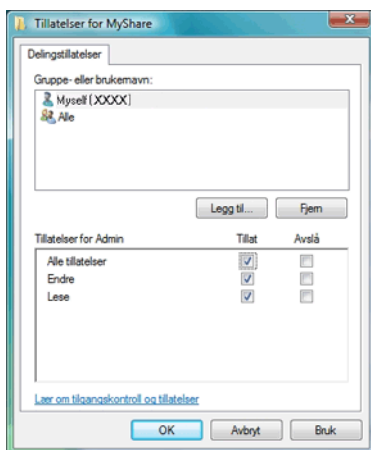 Tillatelser for MyShare
Delingstillatelser
Gruppe- eller brukernavn:
Myself (XXXX)
Alle
Legg til...
Fjern
Tillatelser for Admin Tillat Avslå
Alle tillatelser
Endre
Lese
Lær om tilgangskontroll og tillatelser
OK Avbryt Bruk